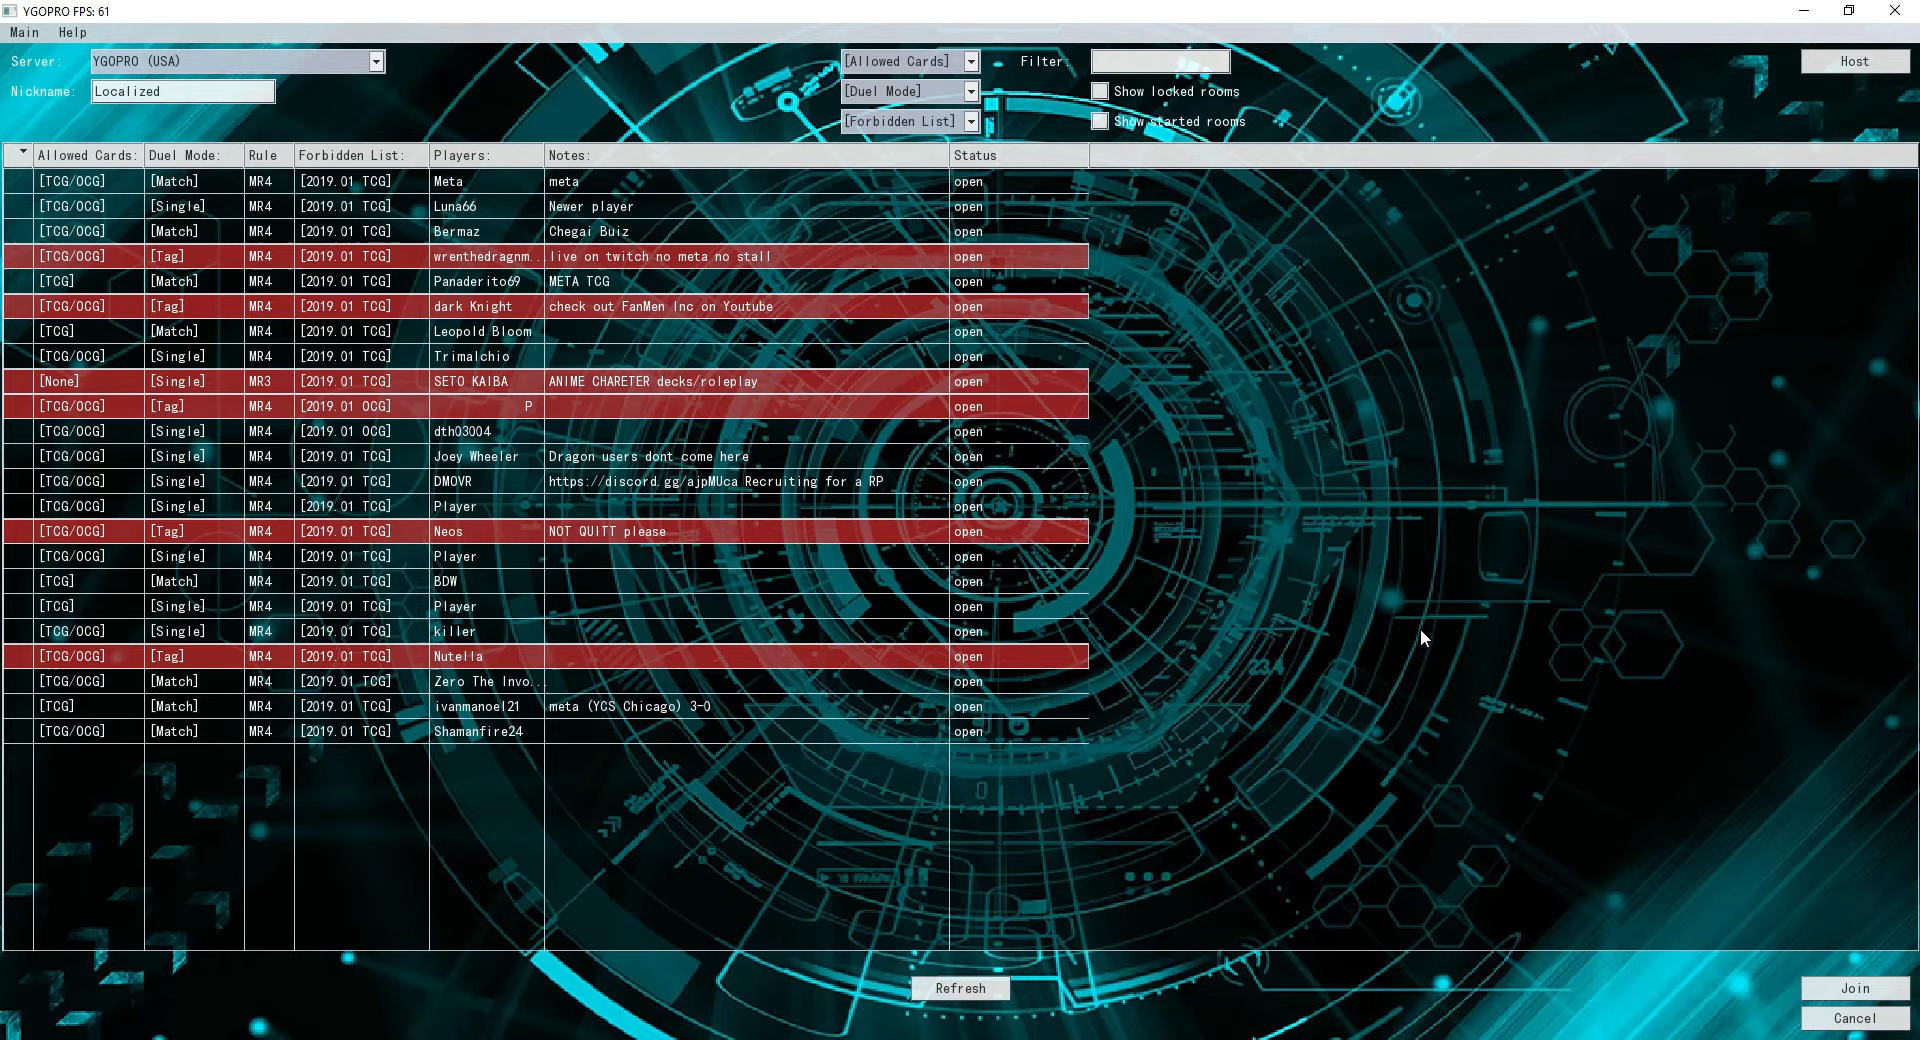 YGOPRO FPS: 61
Main Help
Server: YGOPRO (USA) [Allowed Cards] Filter: Host
Nickname: Localized [Duel Mode] Show locked rooms
[Forbidden List] Show started rooms
Allowed Cards: Duel Mode: Rule Forbidden List: Players: Notes: Status
[TCG/OCG] [Match] MR4 [2019.01 TCG] Meta meta open
[TCG/OCG] [Single] MR4 [2019.01 TCG] Luna66 Newer player open
[TCG/OCG] [Match] MR4 [2019.01 TCG] Bermaz Chegai Buiz open
[TCG/OCG] [Tag] MR4 [2019.01 TCG] wrenthedragnm... live on twitch no meta no stall open
[TCG] [Match] MR4 [2019.01 TCG] Panaderito69 META TCG open
[TCG/OCG] [Tag] MR4 [2019.01 TCG] dark Knight check out FanMen Inc on Youtube open
[TCG] [Match] MR4 [2019.01 TCG] Leopold Bloom open
[TCG/OCG] [Single] MR4 [2019.01 TCG] Trimalchio open
[None] [Single] MR3 [2019.01 TCG] SETO KAIBA ANIME CHARETER decks/roleplay open
[TCG/OCG] [Tag] MR4 [2019.01 OCG] P open
[TCG/OCG] [Single] MR4 [2019.01 OCG] dth03004 open
[TCG/OCG] [Single] MR4 [2019.01 TCG] Joey Wheeler Dragon users dont come here open
[TCG/OCG] [Single] MR4 [2019.01 TCG] DMOVR https://discord.gg/ajpMUca Recruiting for a RP open
[TCG/OCG] [Single] MR4 [2019.01 TCG] Player open
[TCG/OCG] [Tag] MR4 [2019.01 TCG] Neos NOT QUITT please open
[TCG/OCG] [Single] MR4 [2019.01 TCG] Player open
[TCG] [Match] MR4 [2019.01 TCG] BDW open
[TCG] [Single] MR4 [2019.01 TCG] Player open
[TCG/OCG] [Single] MR4 [2019.01 TCG] killer open
[TCG/OCG] [Tag] MR4 [2019.01 TCG] Nutella open
[TCG/OCG] [Match] MR4 [2019.01 TCG] Zero The Invo... open
[TCG] [Match] MR4 [2019.01 TCG] ivanmanoel21 meta (YCS Chicago) 3-0 open
[TCG/OCG] [Match] MR4 [2019.01 TCG] Shamanfire24 open
Refresh Join
Cancel